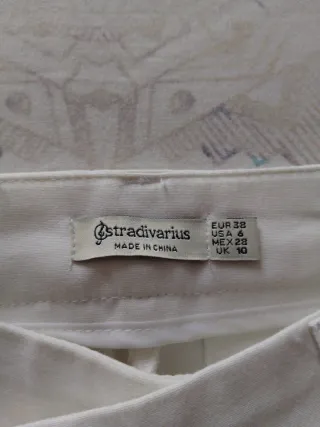 stradivarius
MADE IN CHINA
EUR 38
USA 6
MEX 28
UK 10